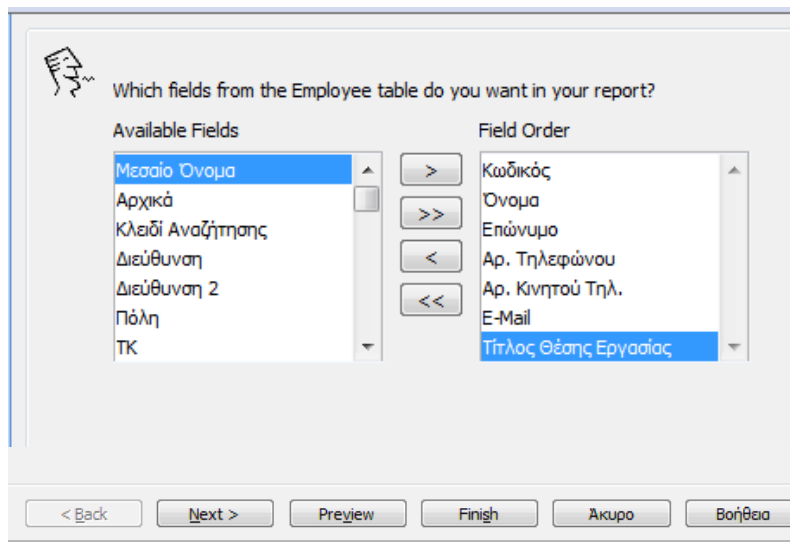 Which fields from the Employee table do you want in your report?
Available Fields
Field Order
Μεσαίο Όνομα
Αρχικά
Κλειδί Αναζήτησης
Διεύθυνση
Διεύθυνση 2
Πόλη
ΤΚ
>
>>
<
<<
Κωδικός
Όνομα
Επώνυμο
Αρ. Τηλεφώνου
Αρ. Κινητού Τηλ.
E-Mail
Τίτλος Θέσης Εργασίας
< Back
Next >
Preview
Finish
Άκυρο
Βοήθεια